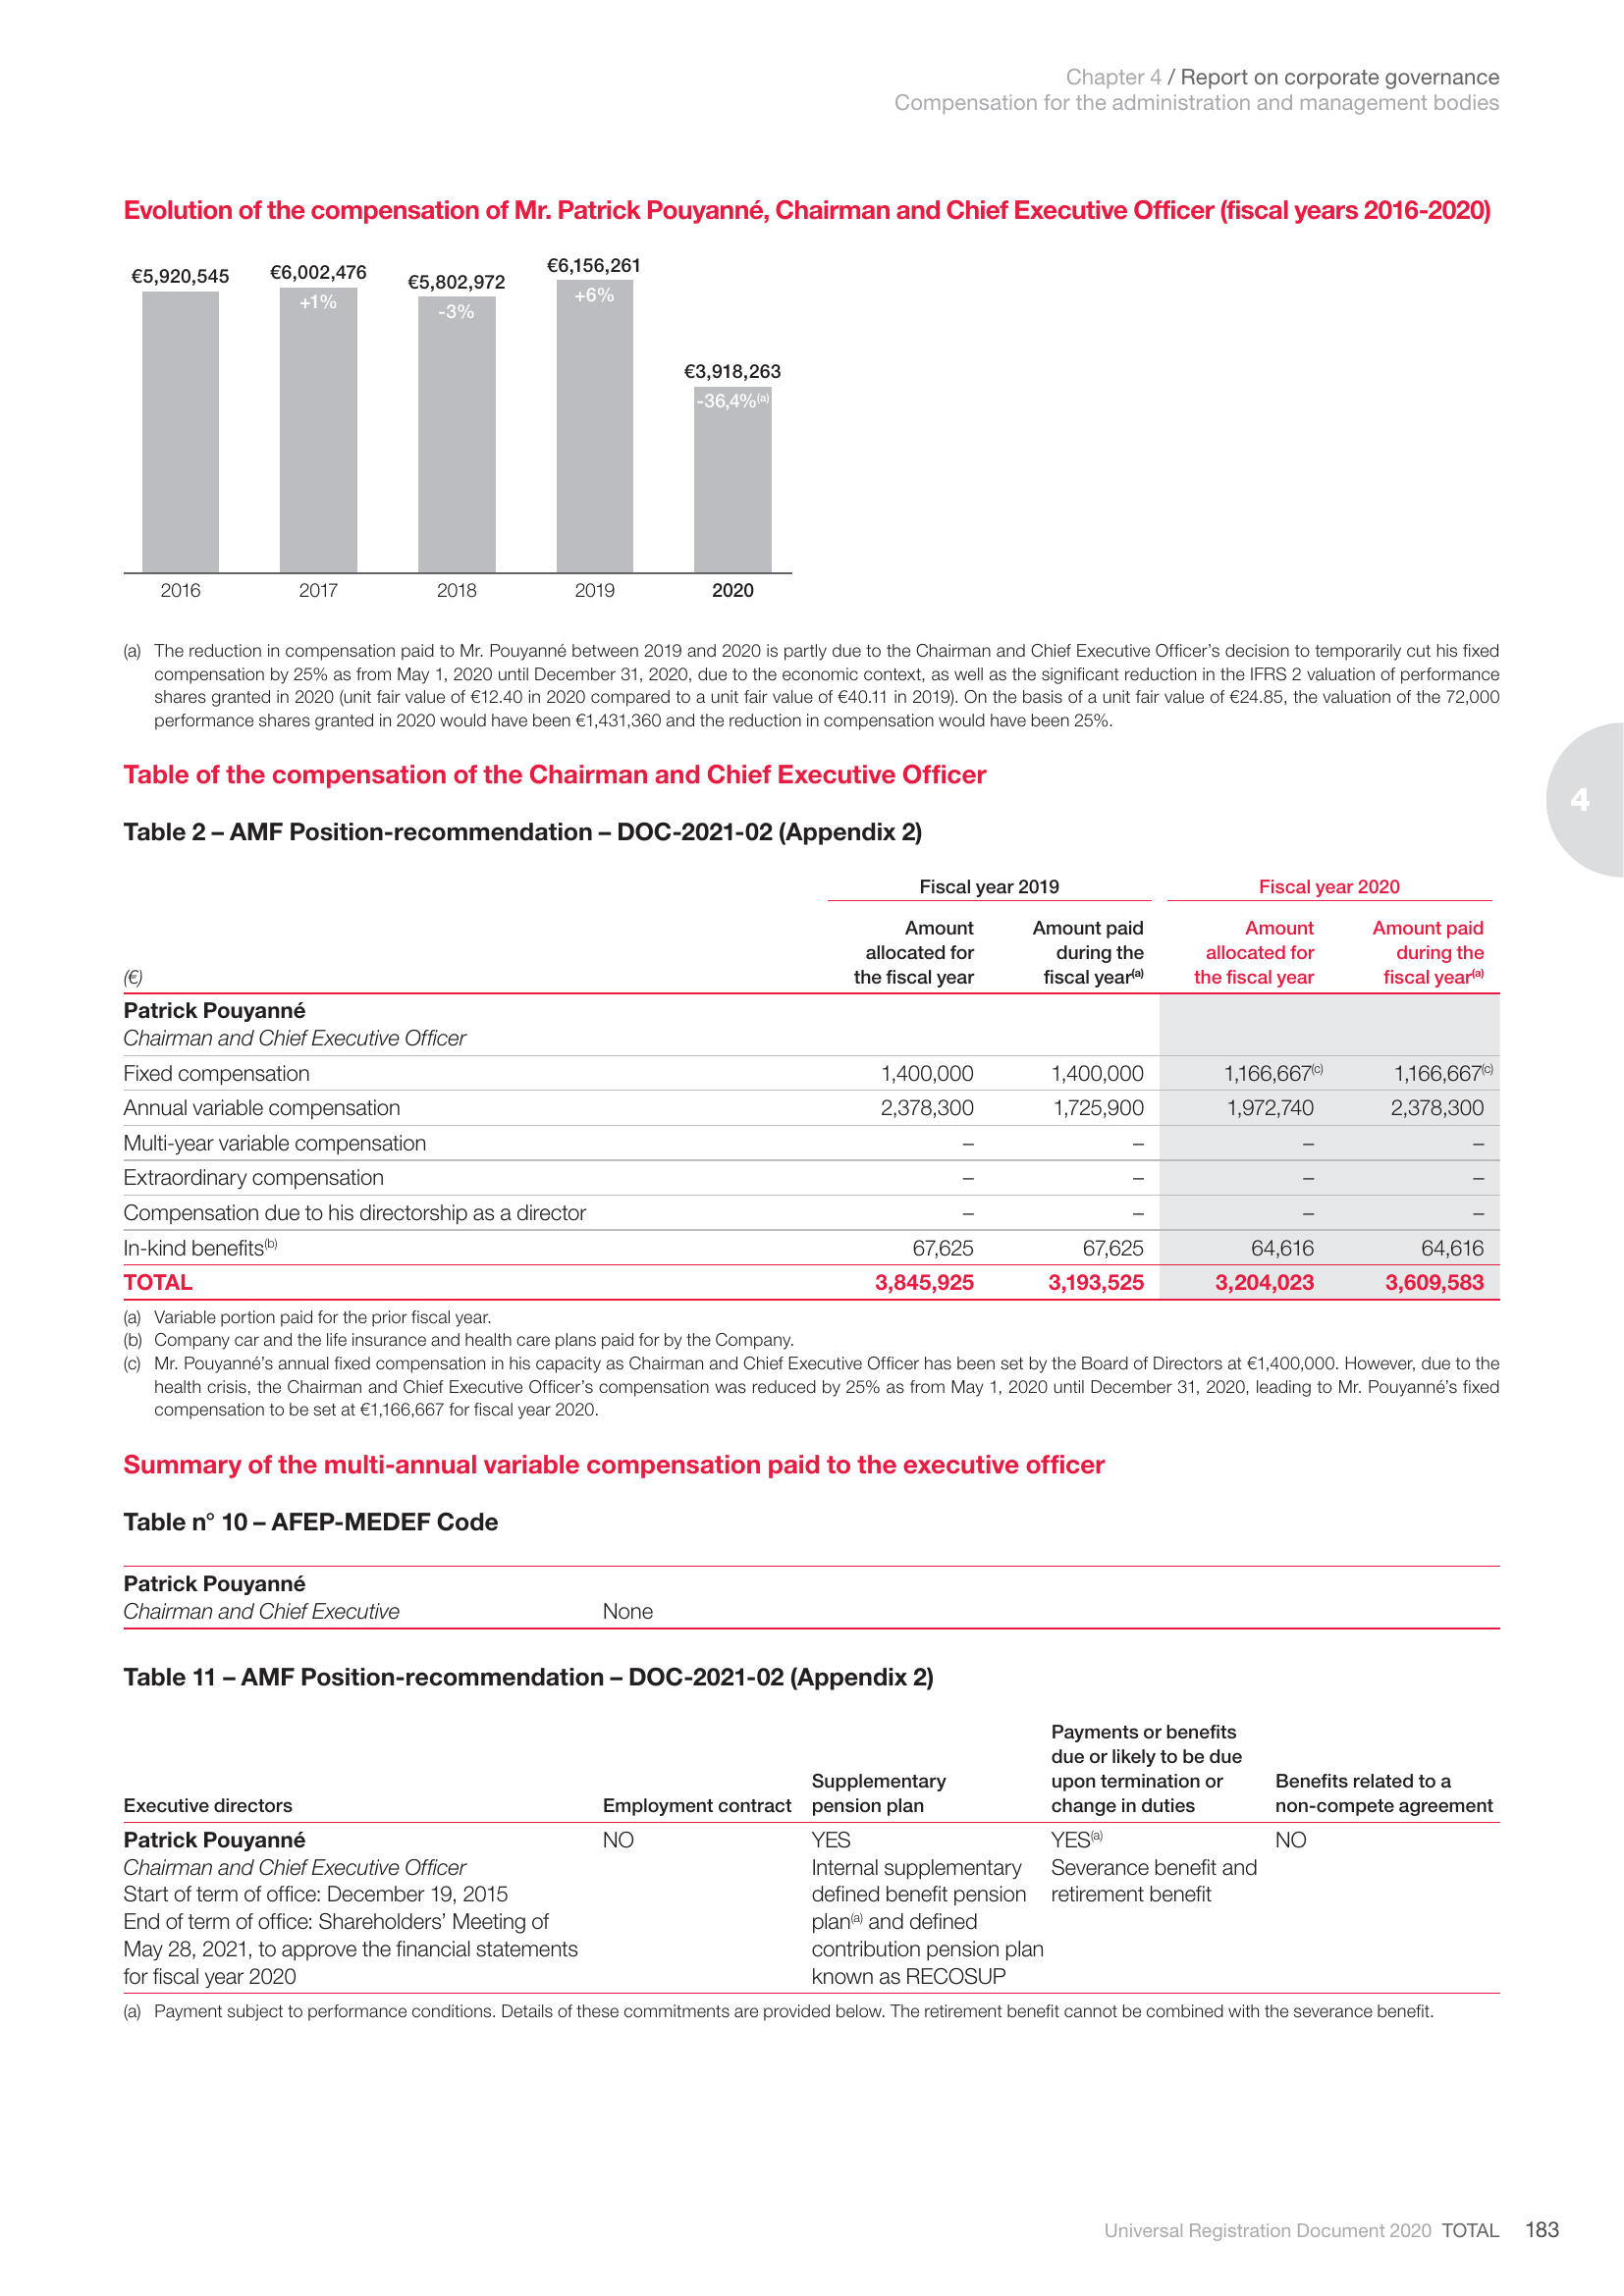 Chapter 4 / Report on corporate governance
Compensation for the administration and management bodies
Evolution of the compensation of Mr. Patrick Pouyanné, Chairman and Chief Executive Officer (fiscal years 2016-2020)
€5,920,545
€6,002,476
+1%
€5,802,972
-3%
€6,156,261
+6%
€3,918,263
-36,4%(a)
2016 2017 2018 2019 2020
(a) The reduction in compensation paid to Mr. Pouyanné between 2019 and 2020 is partly due to the Chairman and Chief Executive Officer's decision to temporarily cut his fixed
compensation by 25% as from May 1, 2020 until December 31, 2020, due to the economic context, as well as the significant reduction in the IFRS 2 valuation of performance
shares granted in 2020 (unit fair value of €12.40 in 2020 compared to a unit fair value of €40.11 in 2019). On the basis of a unit fair value of €24.85, the valuation of the 72,000
performance shares granted in 2020 would have been €1,431,360 and the reduction in compensation would have been 25%.
Table of the compensation of the Chairman and Chief Executive Officer
4
Table 2 – AMF Position-recommendation – DOC-2021-02 (Appendix 2)
Fiscal year 2019 Fiscal year 2020
Amount Amount paid Amount Amount paid
allocated for during the allocated for during the
(€) the fiscal year fiscal year(a) the fiscal year fiscal year(a)
Patrick Pouyanné
Chairman and Chief Executive Officer
Fixed compensation 1,400,000 1,400,000 1,166,667(c) 1,166,667(c)
Annual variable compensation 2,378,300 1,725,900 1,972,740 2,378,300
Multi-year variable compensation – – – –
Extraordinary compensation – – – –
Compensation due to his directorship as a director – – – –
In-kind benefits(b) 67,625 67,625 64,616 64,616
TOTAL 3,845,925 3,193,525 3,204,023 3,609,583
(a) Variable portion paid for the prior fiscal year.
(b) Company car and the life insurance and health care plans paid for by the Company.
(c) Mr. Pouyanné's annual fixed compensation in his capacity as Chairman and Chief Executive Officer has been set by the Board of Directors at €1,400,000. However, due to the
health crisis, the Chairman and Chief Executive Officer's compensation was reduced by 25% as from May 1, 2020 until December 31, 2020, leading to Mr. Pouyanné's fixed
compensation to be set at €1,166,667 for fiscal year 2020.
Summary of the multi-annual variable compensation paid to the executive officer
Table n° 10 – AFEP-MEDEF Code
Patrick Pouyanné
Chairman and Chief Executive None
Table 11 – AMF Position-recommendation – DOC-2021-02 (Appendix 2)
Payments or benefits
due or likely to be due
Supplementary upon termination or Benefits related to a
Executive directors Employment contract pension plan change in duties non-compete agreement
Patrick Pouyanné NO YES YES(a) NO
Chairman and Chief Executive Officer Internal supplementary Severance benefit and
Start of term of office: December 19, 2015 defined benefit pension retirement benefit
End of term of office: Shareholders' Meeting of plan(a) and defined
May 28, 2021, to approve the financial statements contribution pension plan
for fiscal year 2020 known as RECOSUP
(a) Payment subject to performance conditions. Details of these commitments are provided below. The retirement benefit cannot be combined with the severance benefit.
Universal Registration Document 2020 TOTAL 183